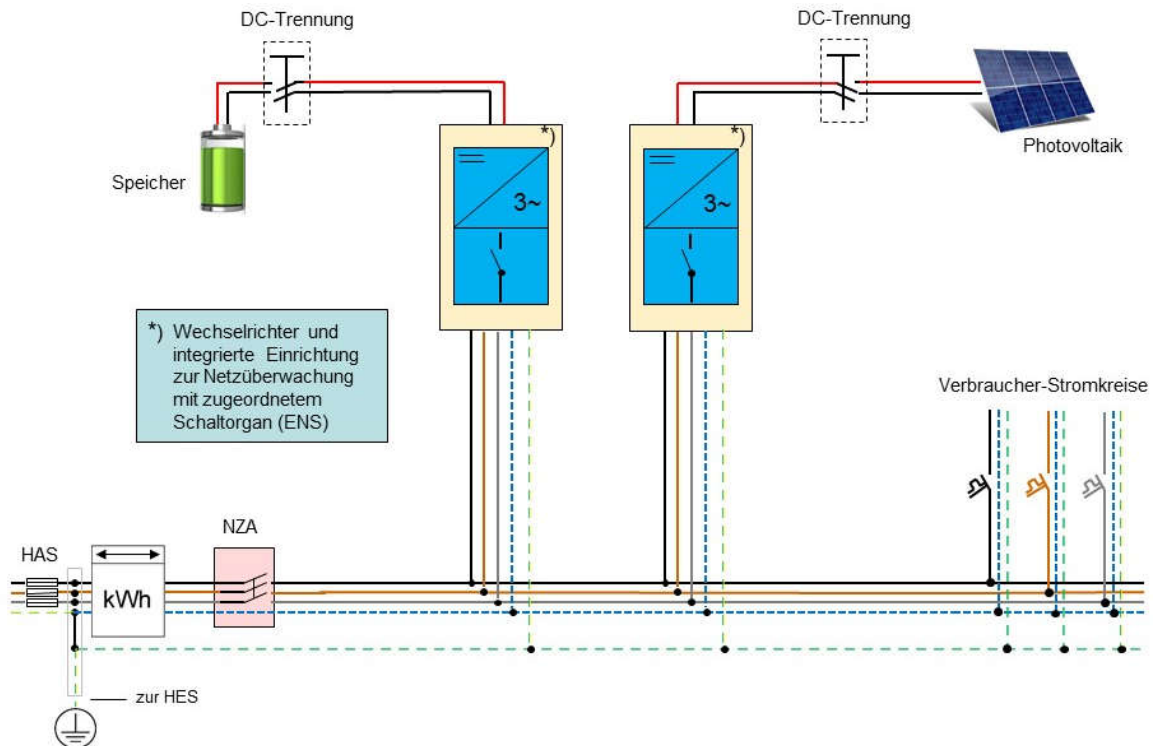 DC-Trennung
DC-Trennung
*)
*)
Photovoltaik
Speicher
3~
3~
*) Wechselrichter und
integrierte Einrichtung
zur Netzüberwachung
mit zugeordnetem
Schaltorgan (ENS)
Verbraucher-Stromkreise
NZA
HAS
kWh
zur HES